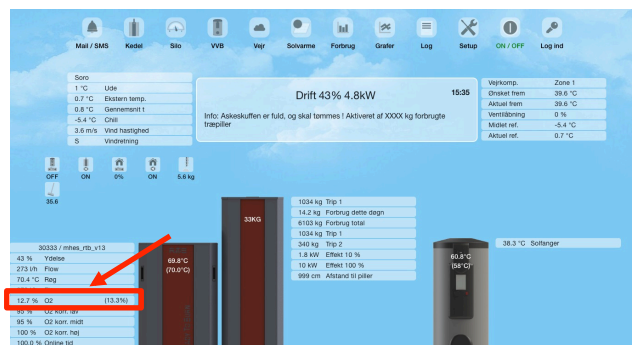 Mail / SMS Kedel Silo VVB Vejr Solvarme Forbrug Grafer Log Setup ON / OFF Log ind
Soro
1 °C Ude
0.7 °C Ekstern temp.
0.8 °C Gennemsnit t
-5.4 °C Chill
3.6 m/s Vind hastighed
S Vindretning
Drift 43% 4.8kW
15:35
Info: Askeskuffen er fuld, og skal tømmes ! Aktiveret af XXXX kg forbrugte
træpiller
Vejrkomp. Zone 1
Ønsket frem 39.6 °C
Aktuel frem 39.6 °C
Ventilåbning 0 %
Midlet ref. -5.4 °C
Aktuel ref. 0.7 °C
OFF ON 0% ON 5.6 kg
35.6
33KG
1034 kg Trip 1
14.2 kg Forbrug dette døgn
6103 kg Forbrug total
1034 kg Trip 1
340 kg Trip 2
1.8 kW Effekt 10 %
10 kW Effekt 100 %
999 cm Afstand til piller
69.8°C
(70.0°C)
60.8°C
(58°C)
38.3 °C Solfanger
30333 / mhes_rtb_v13
43 % Ydelse
273 l/h Flow
70.4 °C Røg
12.7 % O2 (13.3%)
95 % O2 korr. lav
95 % O2 korr. midt
100 % O2 korr. høj
100.0 % Online tid